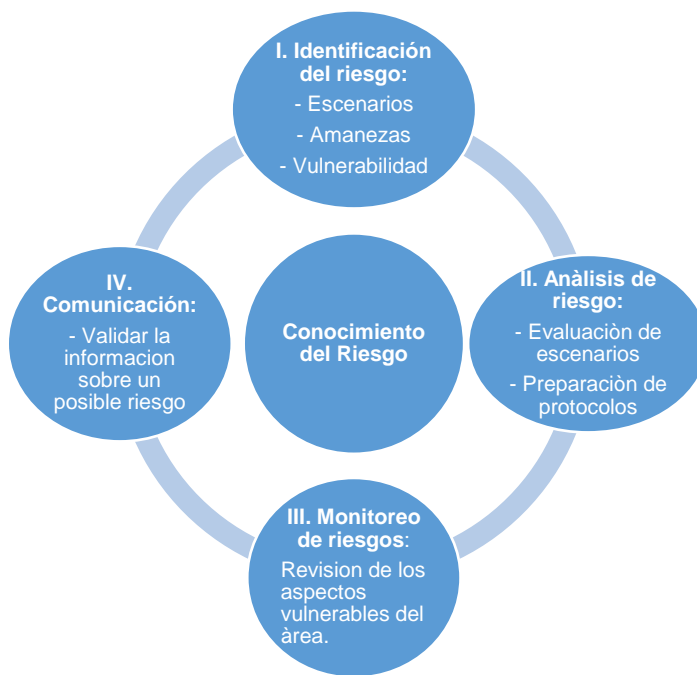 I. Identificación
del riesgo:
- Escenarios
- Amanezas
- Vulnerabilidad
II. Anàlisis de
riesgo:
- Evaluaciòn de
escenarios
- Preparaciòn de
protocolos
III. Monitoreo
de riesgos:
Revision de los
aspectos
vulnerables del
àrea.
IV.
Comunicación:
- Validar la
informacion
sobre un
posible riesgo
Conocimiento
del Riesgo